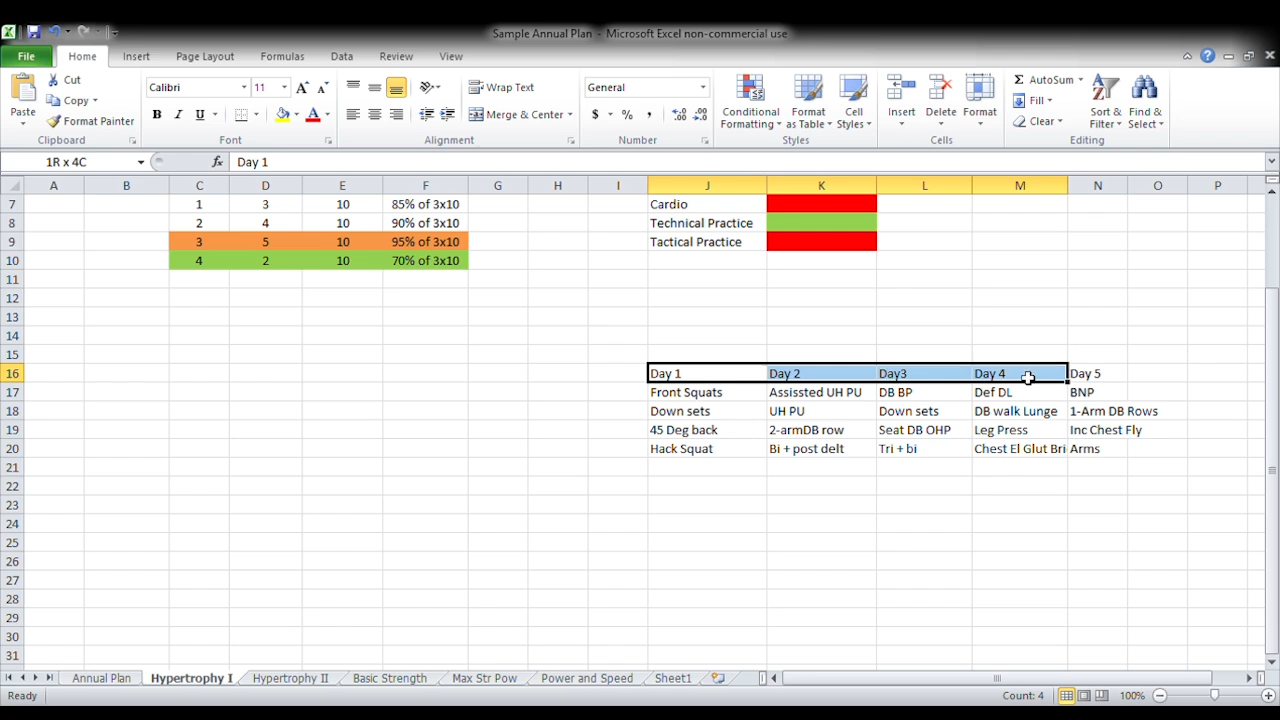 Sample Annual Plan - Microsoft Excel non-commercial use
File Home Insert Page Layout Formulas Data Review View
Paste Cut Copy Format Painter Clipboard
Calibri 11 B I U A Font
Wrap Text Merge & Center Alignment
General $ % , Number
Conditional Formatting Format as Table Cell Styles Styles
Insert Delete Format Cells
AutoSum Fill Clear Sort & Filter Find & Select Editing
1R x 4C fx Day 1
A B C D E F G H I J K L M N O P
7 1 3 10 85% of 3x10 Cardio
8 2 4 10 90% of 3x10 Technical Practice
9 3 5 10 95% of 3x10 Tactical Practice
10 4 2 10 70% of 3x10
11
12
13
14
15
16 Day 1 Day 2 Day3 Day 4 Day 5
17 Front Squats Assissted UH PU DB BP Def DL BNP
18 Down sets UH PU Down sets DB walk Lunge 1-Arm DB Rows
19 45 Deg back 2-armDB row Seat DB OHP Leg Press Inc Chest Fly
20 Hack Squat Bi + post delt Tri + bi Chest El Glut Bri Arms
21
22
23
24
25
26
27
28
29
30
31
Annual Plan Hypertrophy I Hypertrophy II Basic Strength Max Str Pow Power and Speed Sheet1
Ready Count: 4 100%